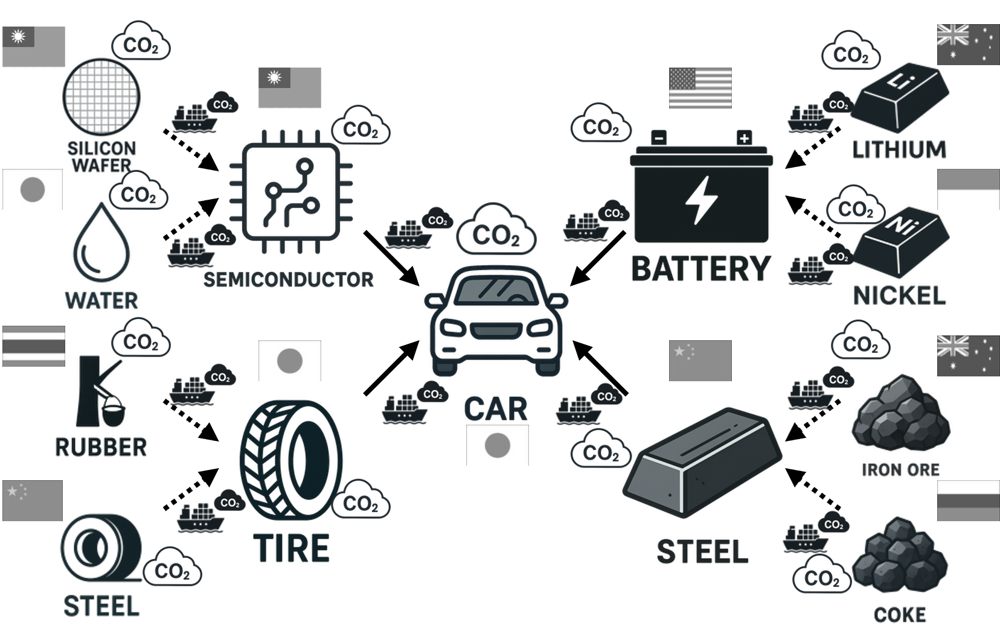 CO₂
SILICON
WAFER
CO₂
CO₂
CO₂
WATER
CO₂
SEMICONDUCTOR
CO₂
CO₂
CO₂
CAR
CO₂
CO₂
-
+
BATTERY
CO₂
Li
CO₂
LITHIUM
CO₂
Ni
CO₂
NICKEL
CO₂
RUBBER
CO₂
CO₂
STEEL
CO₂
TIRE
CO₂
CO₂
CO₂
CO₂
STEEL
CO₂
CO₂
IRON ORE
CO₂
CO₂
COKE